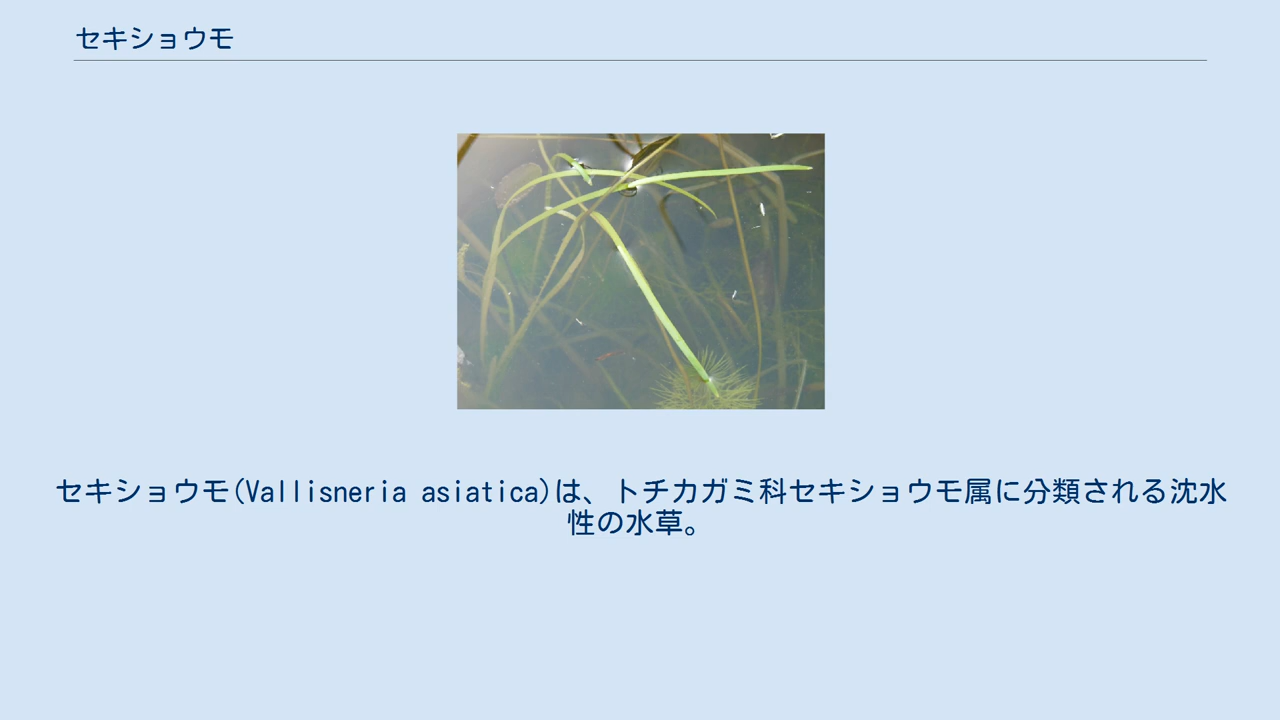 セキショウモ
セキショウモ(Vallisneria asiatica)は、トチカガミ科セキショウモ属に分類される沈水
性の水草。